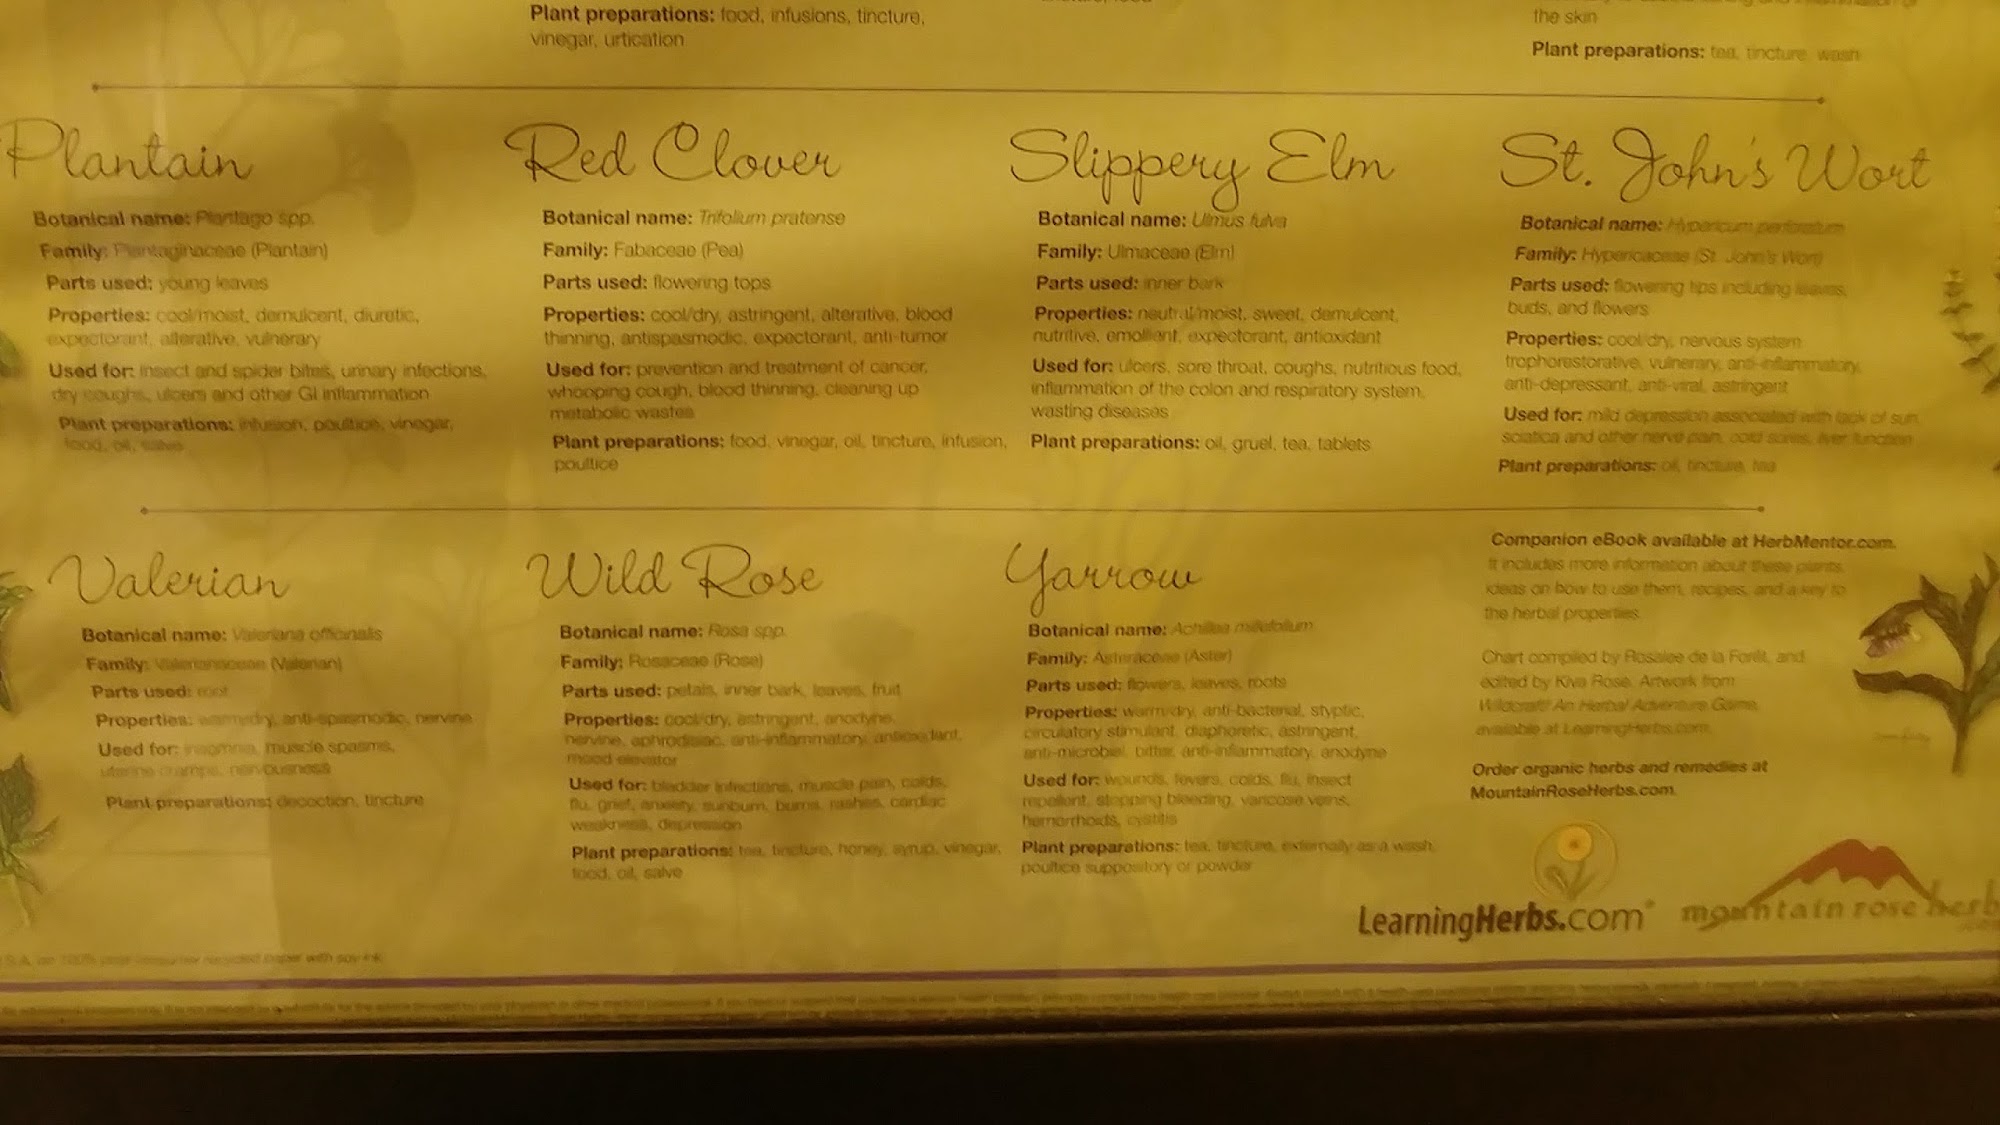 Plant preparations: food, infusions, tincture,
vinegar, urtication
the skin
Plant preparations: tea, tincture, wash
Plantain
Botanical name: Plantago spp.
Family: Plantaginaceae (Plantain)
Parts used: young leaves
Properties: cool/moist, demulcent, diuretic,
expectorant, alterative, vulnerary
Used for: insect and spider bites, urinary infections,
dry coughs, ulcers and other GI inflammation
Plant preparations: infusion, poultice, vinegar,
food, oil, salve
Red Clover
Botanical name: Trifolium pratense
Family: Fabaceae (Pea)
Parts used: flowering tops
Properties: cool/dry, astringent, alterative, blood
thinning, antispasmodic, expectorant, anti-tumor
Used for: prevention and treatment of cancer,
whooping cough, blood thinning, cleaning up
metabolic wastes
Plant preparations: food, vinegar, oil, tincture, infusion,
poultice
Slippery Elm
Botanical name: Ulmus fulva
Family: Ulmaceae (Elm)
Parts used: inner bark
Properties: neutral/moist, sweet, demulcent,
nutritive, emollient, expectorant, antioxidant
Used for: ulcers, sore throat, coughs, nutritious food,
inflammation of the colon and respiratory system,
wasting diseases
Plant preparations: oil, gruel, tea, tablets
St. John's Wort
Botanical name: Hypericum perforatum
Family: Hypericaceae (St. John's Wort)
Parts used: flowering tips including leaves,
buds, and flowers
Properties: cool/dry, nervous system
trophorestorative, vulnerary, anti-inflammatory,
anti-depressant, anti-viral, astringent
Used for: mild depression associated with lack of sun,
sciatica and other nerve pain, cold sores, liver function
Plant preparations: oil, tincture, tea
Valerian
Botanical name: Valeriana officinalis
Family: Valerianaceae (Valerian)
Parts used: root
Properties: warm/dry, anti-spasmodic, nervine
Used for: insomnia, muscle spasms,
uterine cramps, nervousness
Plant preparations: decoction, tincture
Wild Rose
Botanical name: Rosa spp.
Family: Rosaceae (Rose)
Parts used: petals, inner bark, leaves, fruit
Properties: cool/dry, astringent, anodyne,
nervine, aphrodisiac, anti-inflammatory, antioxidant,
mood elevator
Used for: bladder infections, muscle pain, colds,
flu, grief, anxiety, sunburn, burns, rashes, cardiac
weakness, depression
Plant preparations: tea, tincture, honey, syrup, vinegar,
food, oil, salve
Yarrow
Botanical name: Achillea millefolium
Family: Asteraceae (Aster)
Parts used: flowers, leaves, roots
Properties: warm/dry, anti-bacterial, styptic,
circulatory stimulant, diaphoretic, astringent,
anti-microbial, bitter, anti-inflammatory, anodyne
Used for: wounds, fevers, colds, flu, insect
repellent, stopping bleeding, varicose veins,
hemorrhoids, cystitis
Plant preparations: tea, tincture, externally as a wash,
poultice suppository or powder
Companion eBook available at HerbMentor.com.
It includes more information about these plants,
ideas on how to use them, recipes, and a key to
the herbal properties.
Chart compiled by Rosalee de la Forêt, and
edited by Kiva Rose. Artwork from
Wildcraft! An Herbal Adventure Game,
available at LearningHerbs.com.
Order organic herbs and remedies at
MountainRoseHerbs.com.
LearningHerbs.com
mountain rose herb
100% post-consumer recycled paper with soy ink